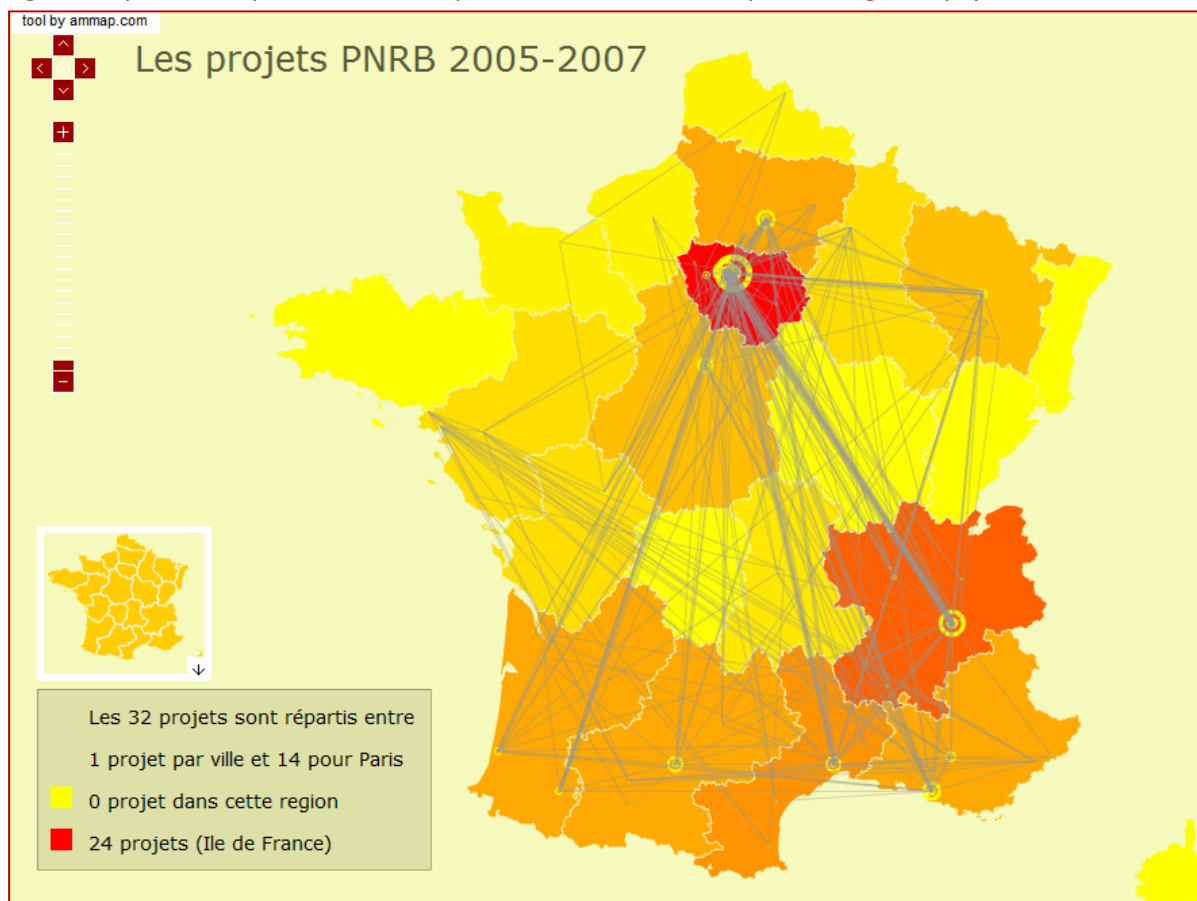 tool by ammap.com
Les projets PNRB 2005-2007
Les 32 projets sont répartis entre
1 projet par ville et 14 pour Paris
0 projet dans cette region
24 projets (Ile de France)